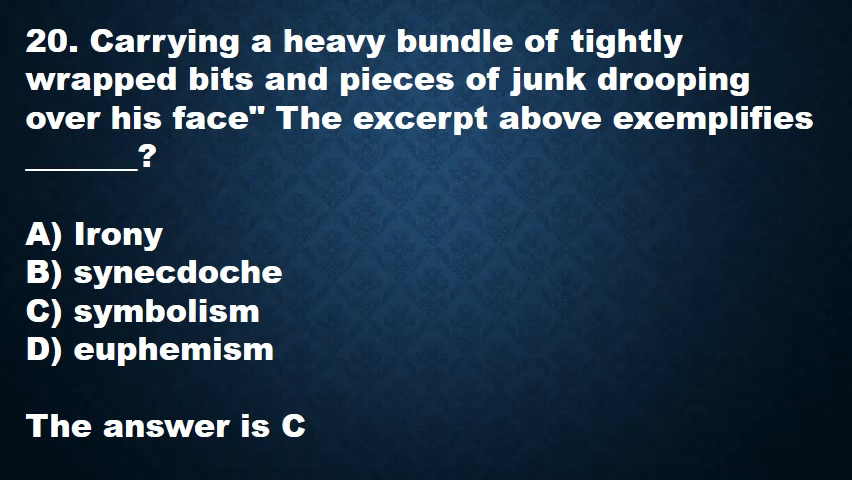 20. Carrying a heavy bundle of tightly
wrapped bits and pieces of junk drooping
over his face" The excerpt above exemplifies
_______?
A) Irony
B) synecdoche
C) symbolism
D) euphemism
The answer is C